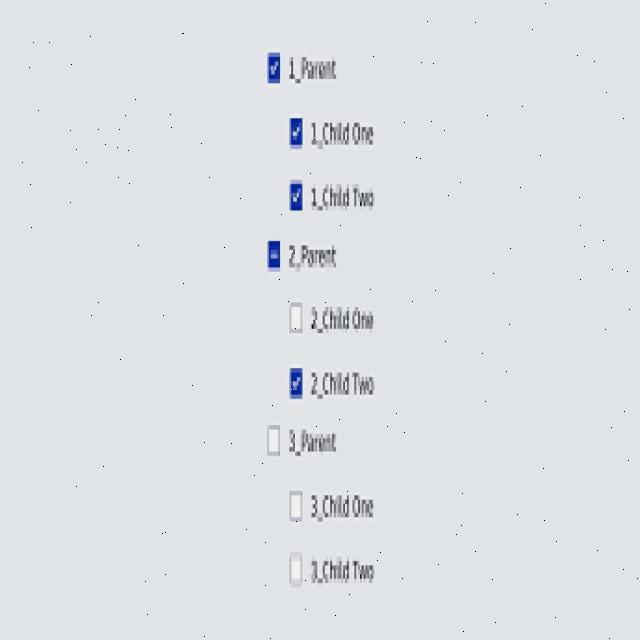 1_Parent
1_Child One
1_Child Two
2_Parent
2_Child One
2_Child Two
3_Parent
3_Child One
3_Child Two